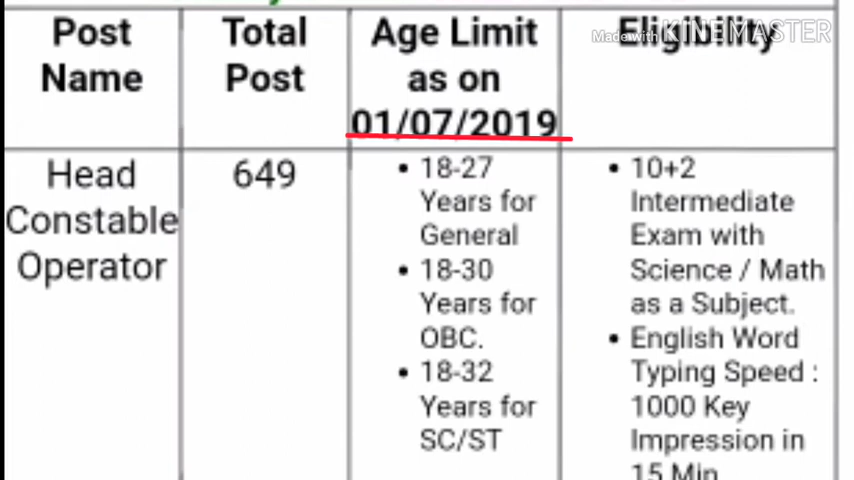 Post Name
Total Post
Age Limit as on 01/07/2019
Eligibility
Made with KINEMASTER
Head Constable Operator
649
• 18-27
Years for
General
• 18-30
Years for
OBC.
• 18-32
Years for
SC/ST
• 10+2
Intermediate
Exam with
Science / Math
as a Subject.
• English Word
Typing Speed :
1000 Key
Impression in
15 Min